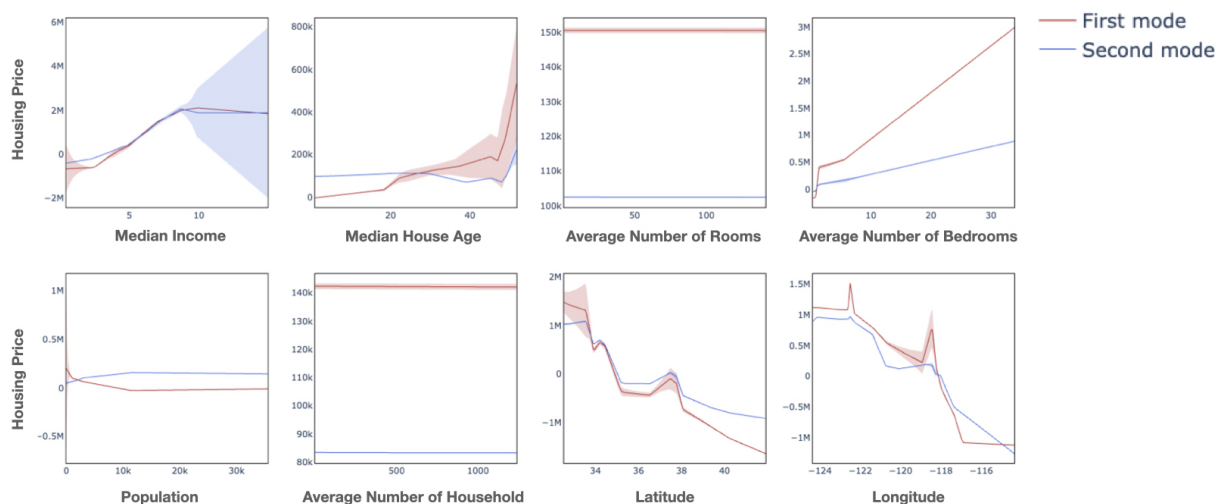 First mode
Second mode
Housing Price
6M
4M
2M
0
−2M
5
10
Median Income
800k
600k
400k
200k
0
20
40
Median House Age
150k
140k
130k
120k
110k
100k
50
100
Average Number of Rooms
3M
2.5M
2M
1.5M
1M
0.5M
0
10
20
30
Average Number of Bedrooms
Housing Price
1M
0.5M
0
−0.5M
0
10k
20k
30k
Population
140k
130k
120k
110k
100k
90k
80k
500
1000
Average Number of Household
2M
1M
0
−1M
34
36
38
40
Latitude
1.5M
1M
0.5M
0
−0.5M
−1M
−124
−122
−120
−118
−116
Longitude